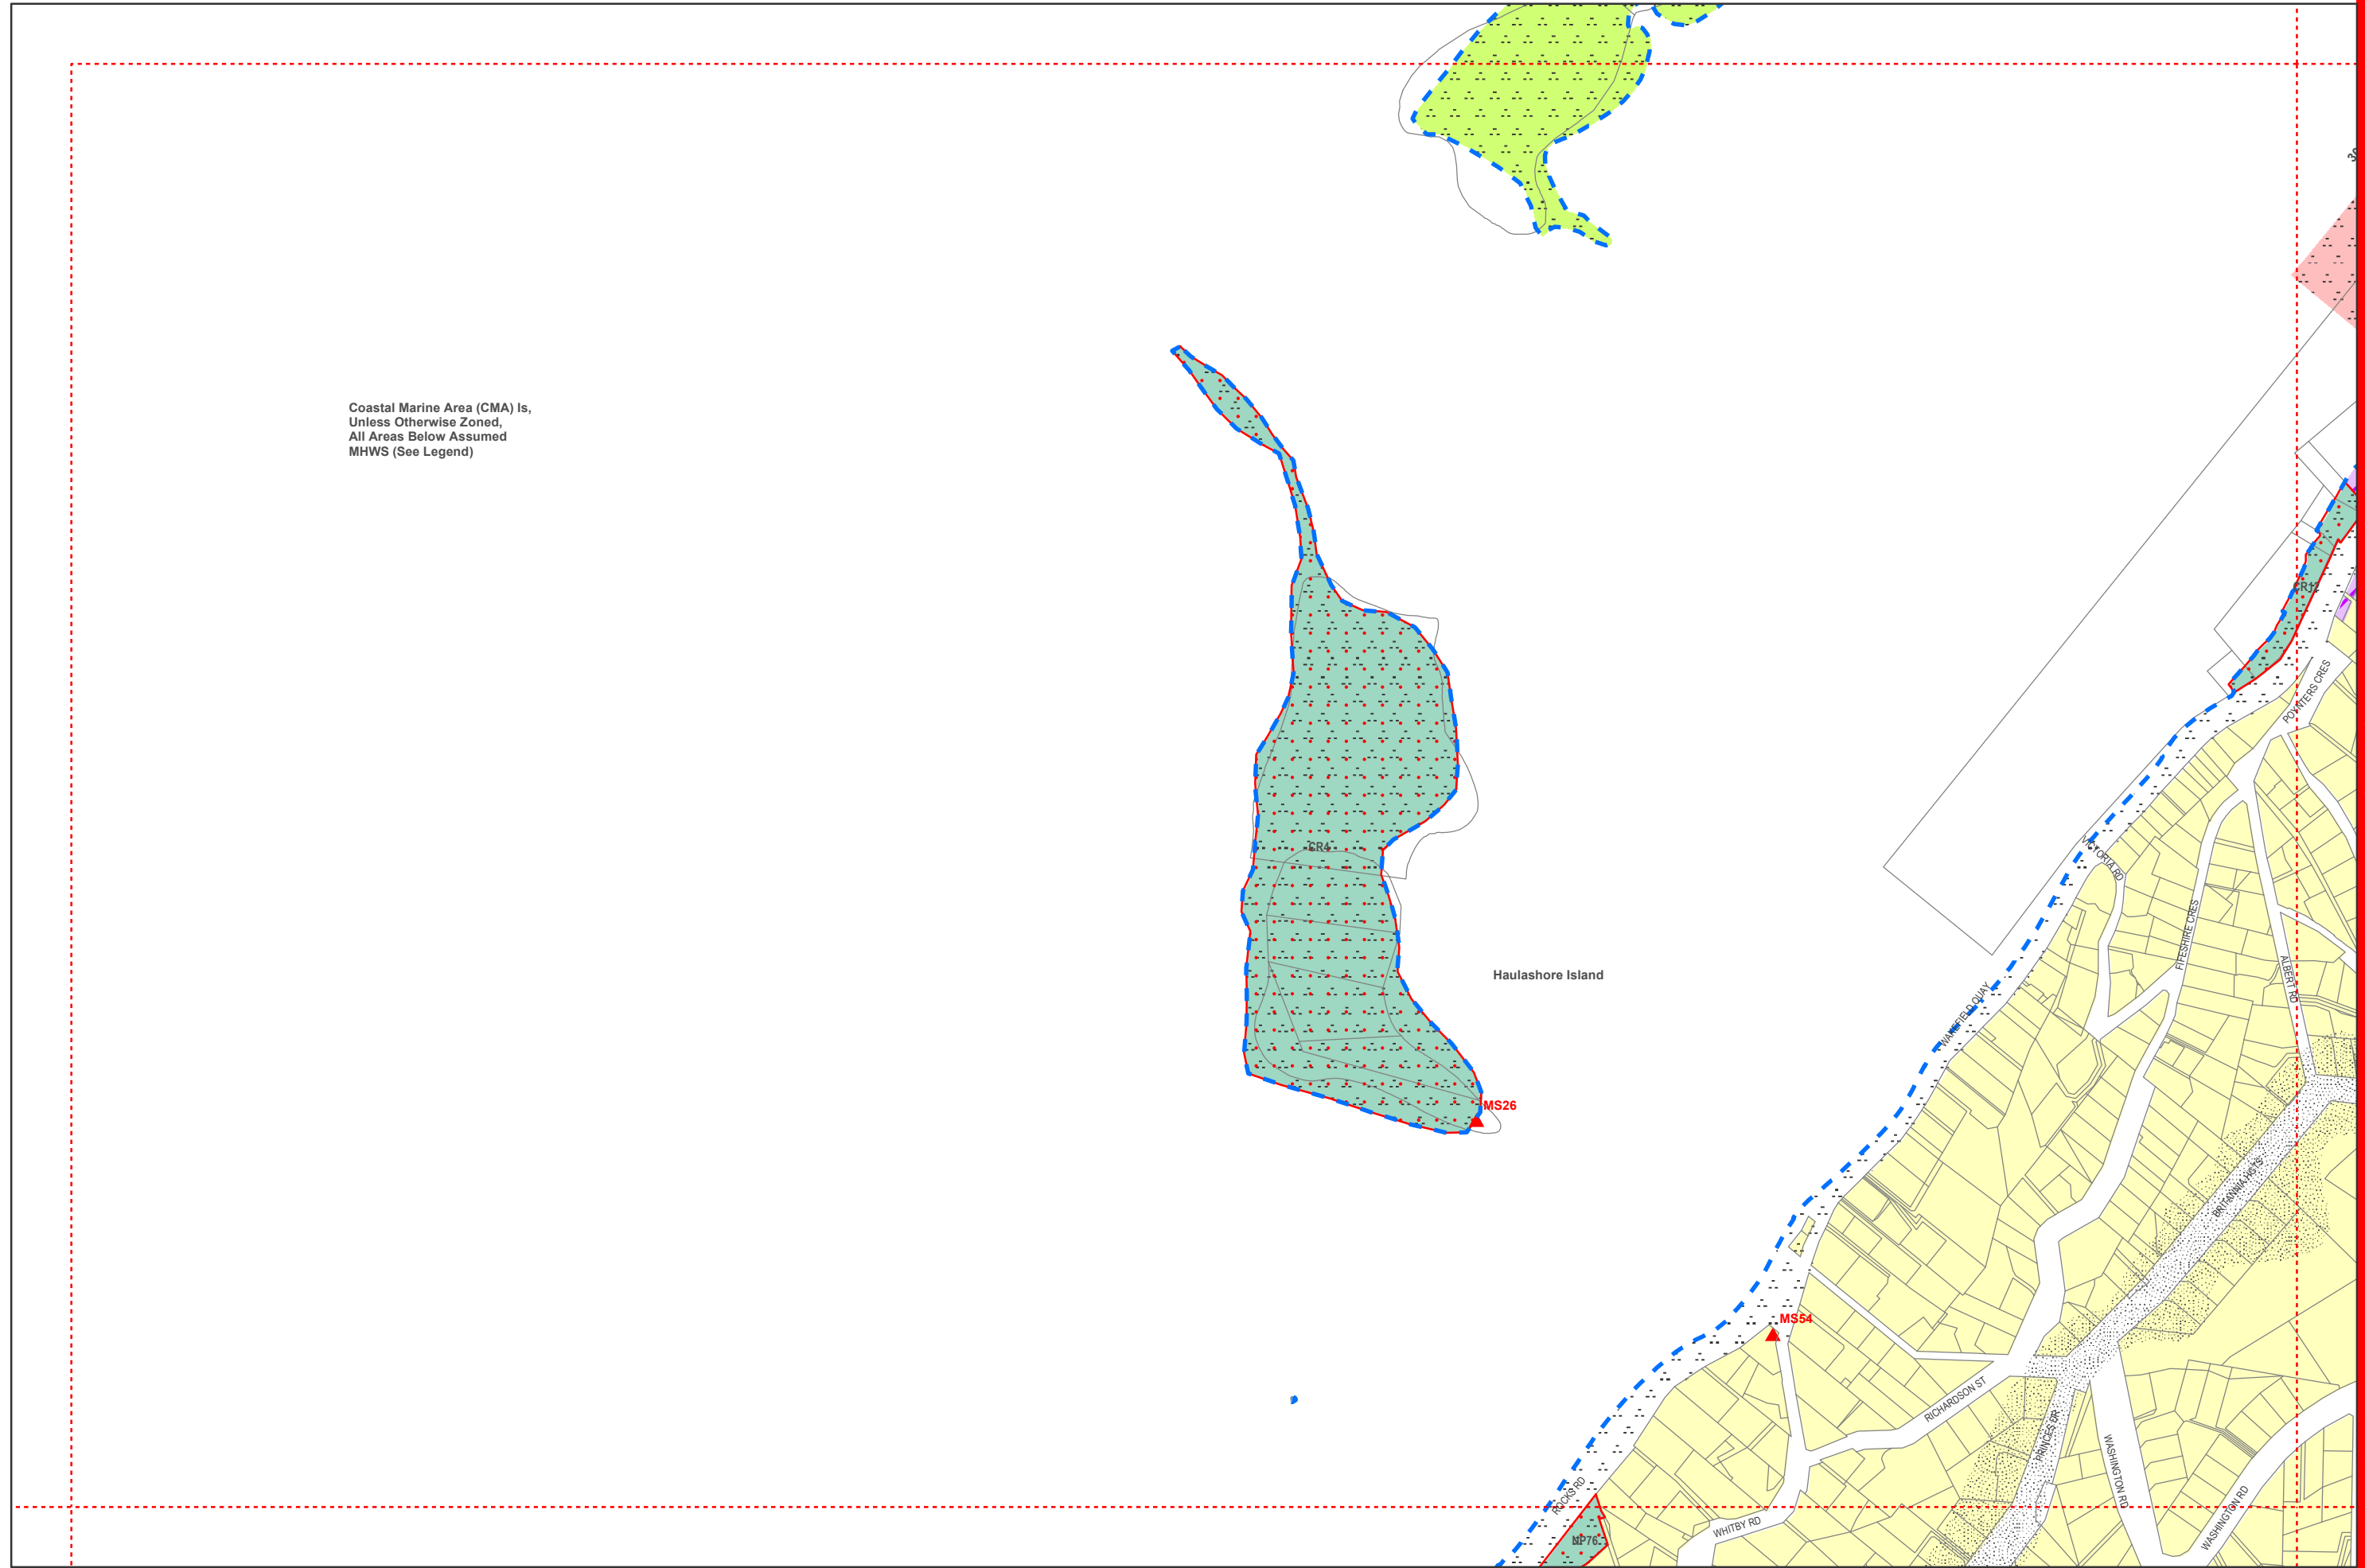 Coastal Marine Area (CMA) Is,
Unless Otherwise Zoned,
All Areas Below Assumed
MHWS (See Legend)
CR12
POYNTERS CRES
CR4
VICTORIA RD
FIFESHIRE CRES
ALBERT RD
Haulashore Island
WAKEFIELD QUAY
MS26
BRITANNIA HGTS
MS54
RICHARDSON ST
PRINCES DR
WASHINGTON RD
ROCKS RD
WHITBY RD
WASHINGTON RD
NP76